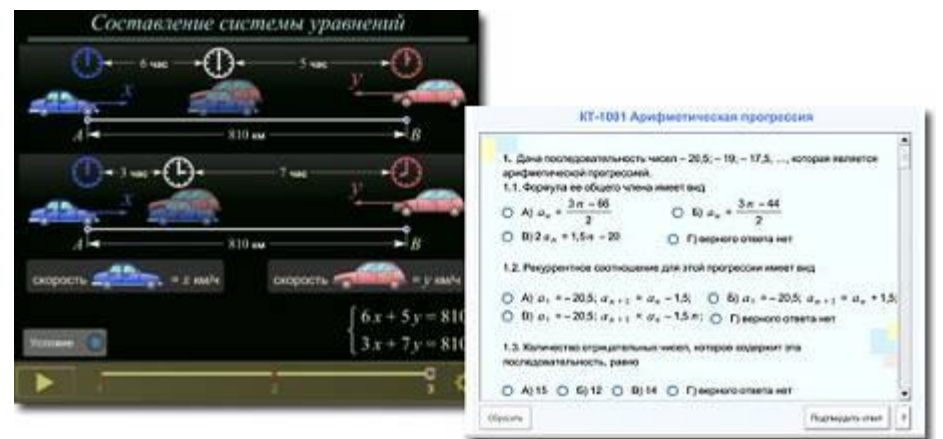 Составление системы уравнений
6 час
5 час
x
y
A
810 км
B
3 час
7 час
x
y
A
810 км
B
скорость = x км/ч
скорость = y км/ч
6x + 5y = 810
3x + 7y = 810
Условие
1 2 3
КТ-1001 Арифметическая прогрессия
1. Дана последовательность чисел – 20,5; – 19; – 17,5, ..., которая является
арифметической прогрессией.
1.1. Формула ее общего члена имеет вид
А) aₙ = (3n – 66)/2 Б) aₙ = (3n – 44)/2
В) 2aₙ = 1,5n – 20 Г) верного ответа нет
1.2. Рекуррентное соотношение для этой прогрессии имеет вид
А) a₁ = – 20,5; aₙ₊₁ = aₙ – 1,5; Б) a₁ = – 20,5; aₙ₊₁ = aₙ + 1,5;
В) a₁ = – 20,5; aₙ₊₁ = aₙ – 1,5n; Г) верного ответа нет
1.3. Количество отрицательных чисел, которое содержит эта
последовательность, равно
А) 15 Б) 12 В) 14 Г) верного ответа нет
Сбросить
Подтвердить ответ
?